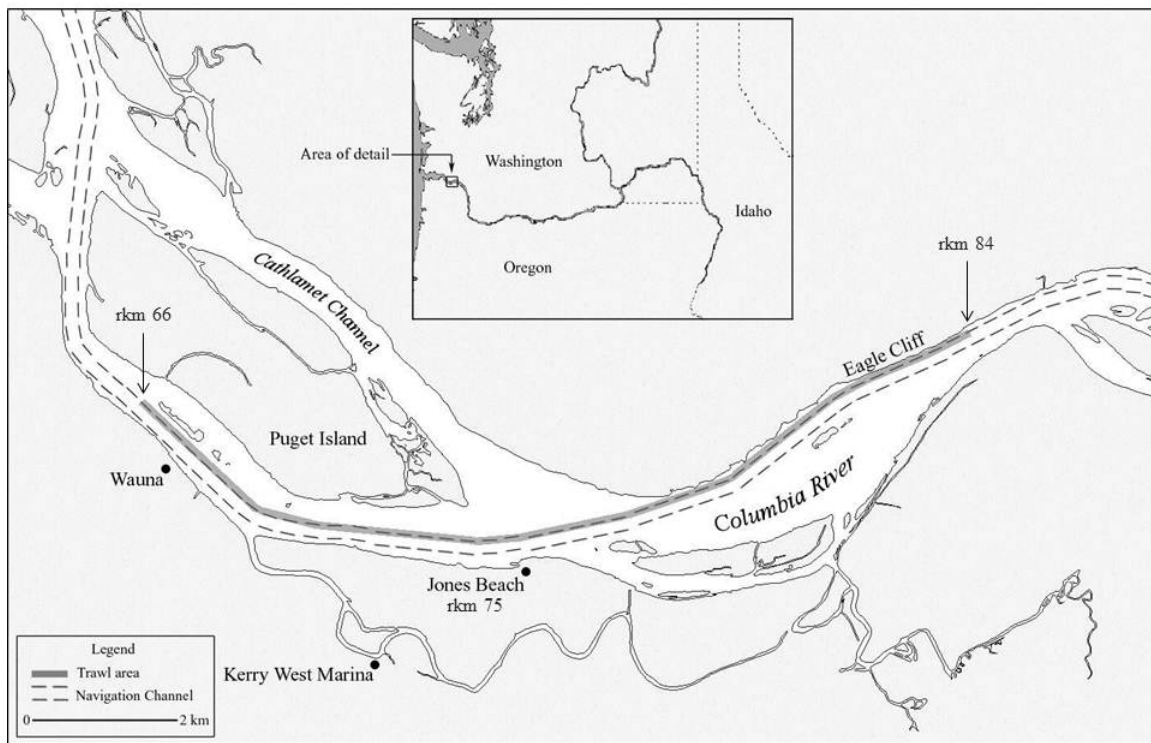 Area of detail
Washington
Idaho
Oregon
rkm 84
Cathlamet Channel
rkm 66
Eagle Cliff
Puget Island
Wauna
Columbia River
Jones Beach
rkm 75
Kerry West Marina
Legend
Trawl area
Navigation Channel
0 2 km